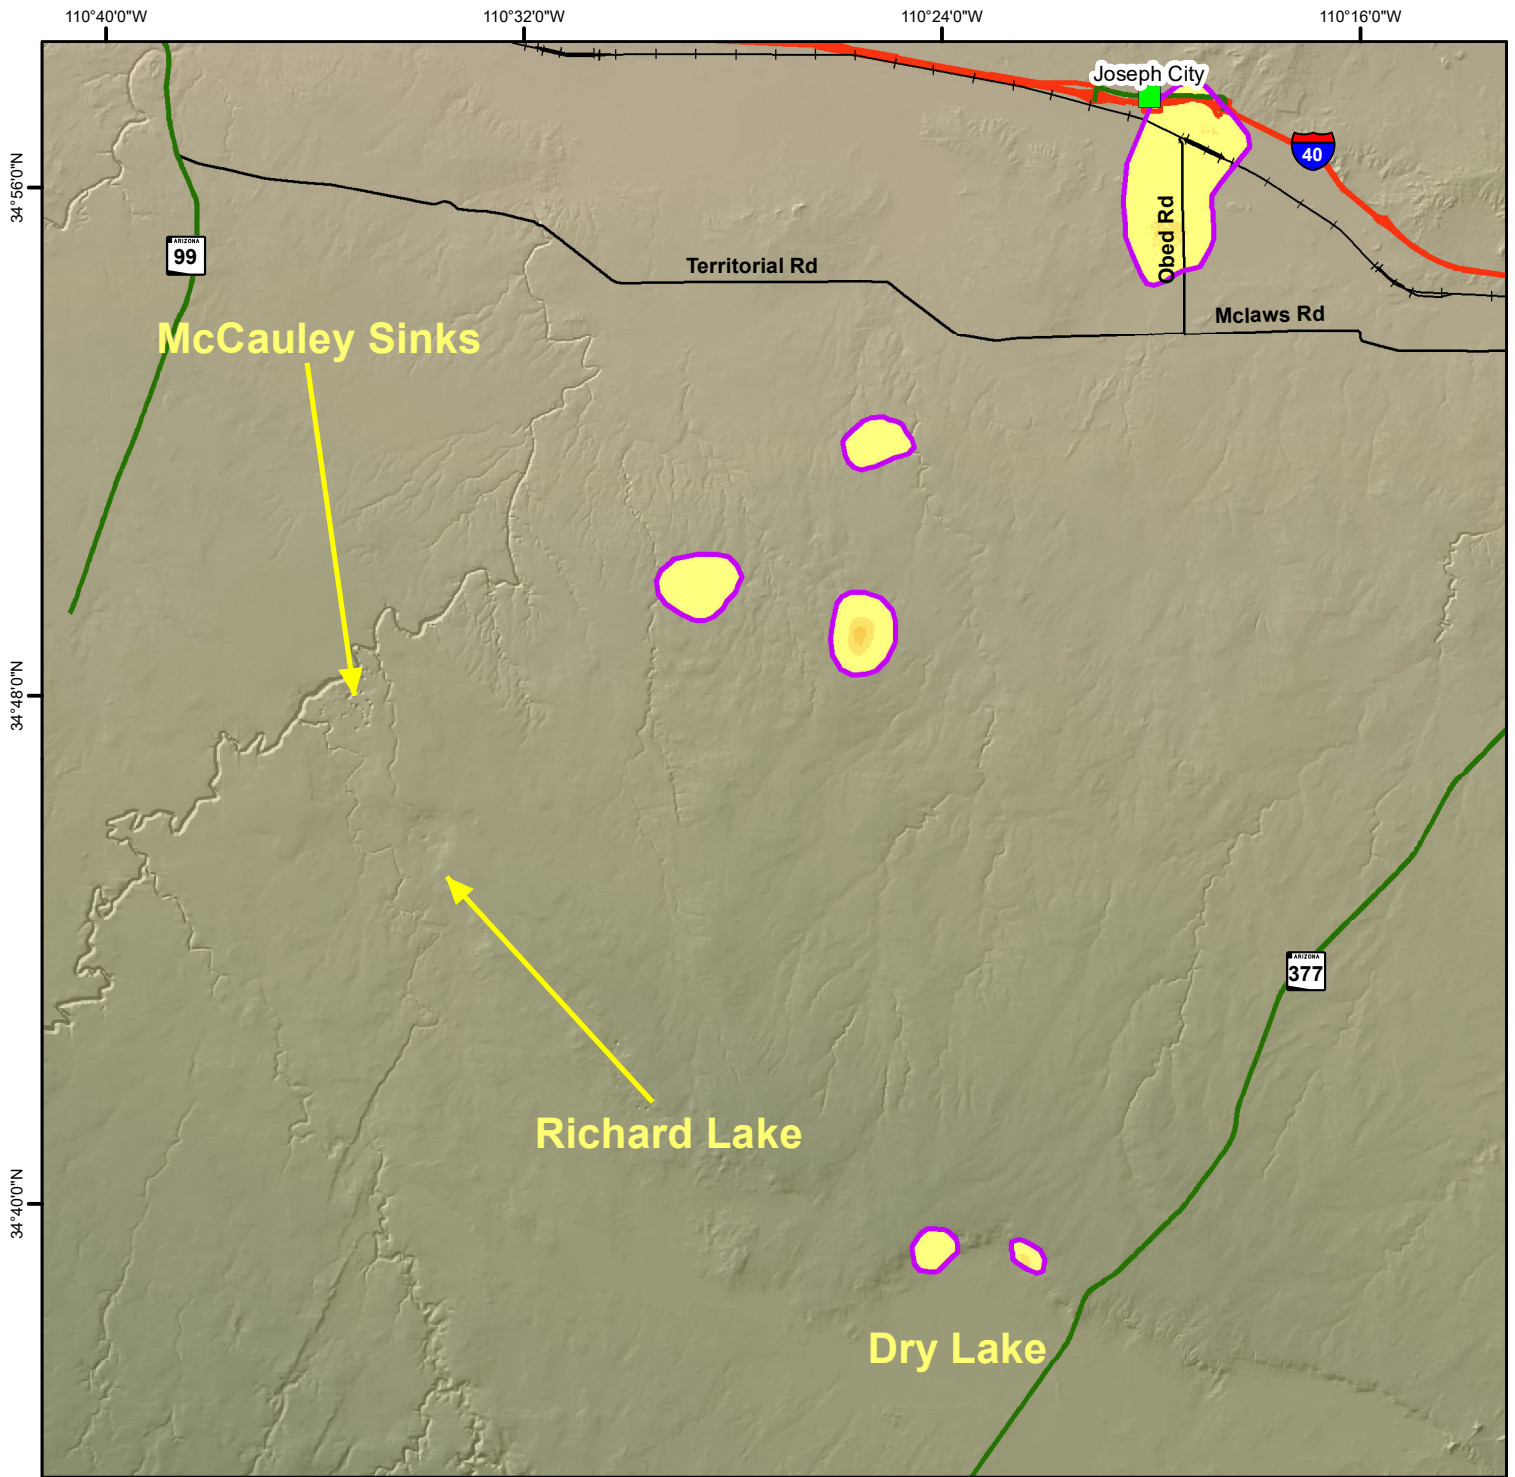 110°40'0"W
110°32'0"W
110°24'0"W
110°16'0"W
Joseph City
40
34°56'0"N
Obed Rd
ARIZONA
99
Territorial Rd
Mclaws Rd
McCauley Sinks
34°48'0"N
ARIZONA
377
Richard Lake
34°40'0"N
Dry Lake